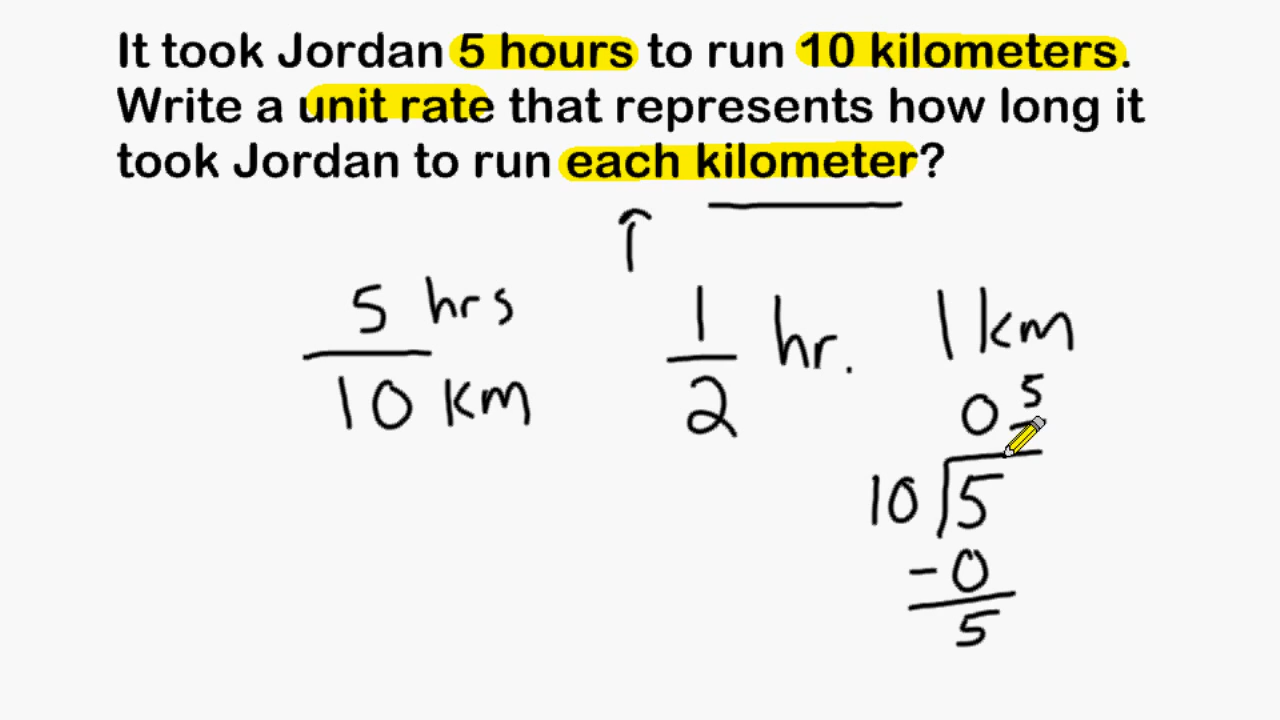 It took Jordan 5 hours to run 10 kilometers.
Write a unit rate that represents how long it
took Jordan to run each kilometer?
5 hrs
10 km
1
2
hr.
1 km
0 5
10 5
- 0
5